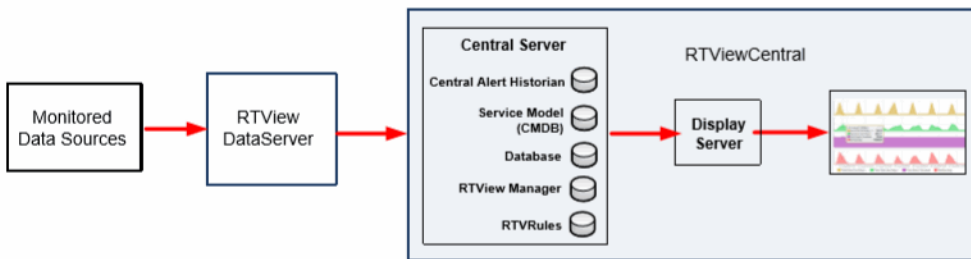 Monitored
Data Sources
RTView
DataServer
Central Server
Central Alert Historian
Service Model
(CMDB)
Database
RTView Manager
RTVRules
RTViewCentral
Display
Server